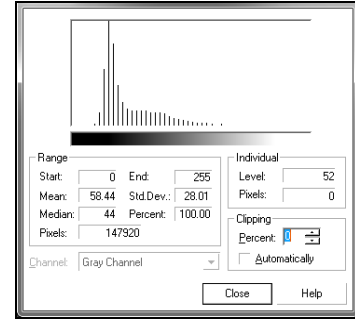 Range
Start: 0 End: 255
Mean: 58.44 Std.Dev.: 28.01
Median: 44 Percent: 100.00
Pixels: 147920
Individual
Level: 52
Pixels: 0
Clipping
Percent: 0
Automatically
Channel: Gray Channel
Close Help